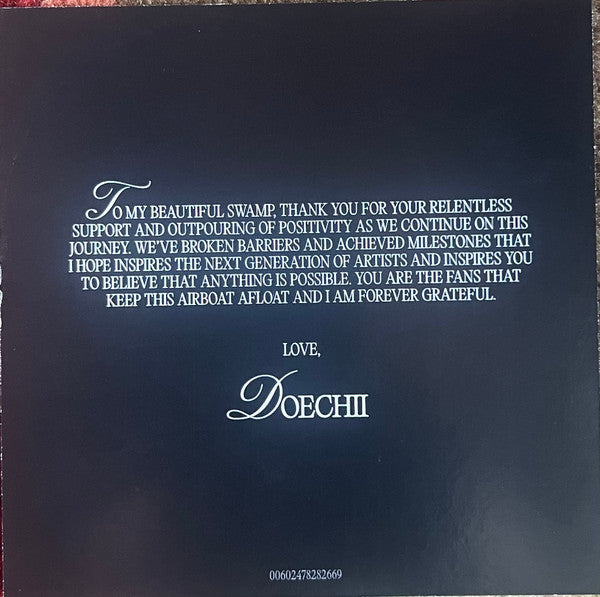 TO MY BEAUTIFUL SWAMP, THANK YOU FOR YOUR RELENTLESS
SUPPORT AND OUTPOURING OF POSITIVITY AS WE CONTINUE ON THIS
JOURNEY. WE'VE BROKEN BARRIERS AND ACHIEVED MILESTONES THAT
I HOPE INSPIRES THE NEXT GENERATION OF ARTISTS AND INSPIRES YOU
TO BELIEVE THAT ANYTHING IS POSSIBLE. YOU ARE THE FANS THAT
KEEP THIS AIRBOAT AFLOAT AND I AM FOREVER GRATEFUL.
LOVE,
DOECHII
00602478282669